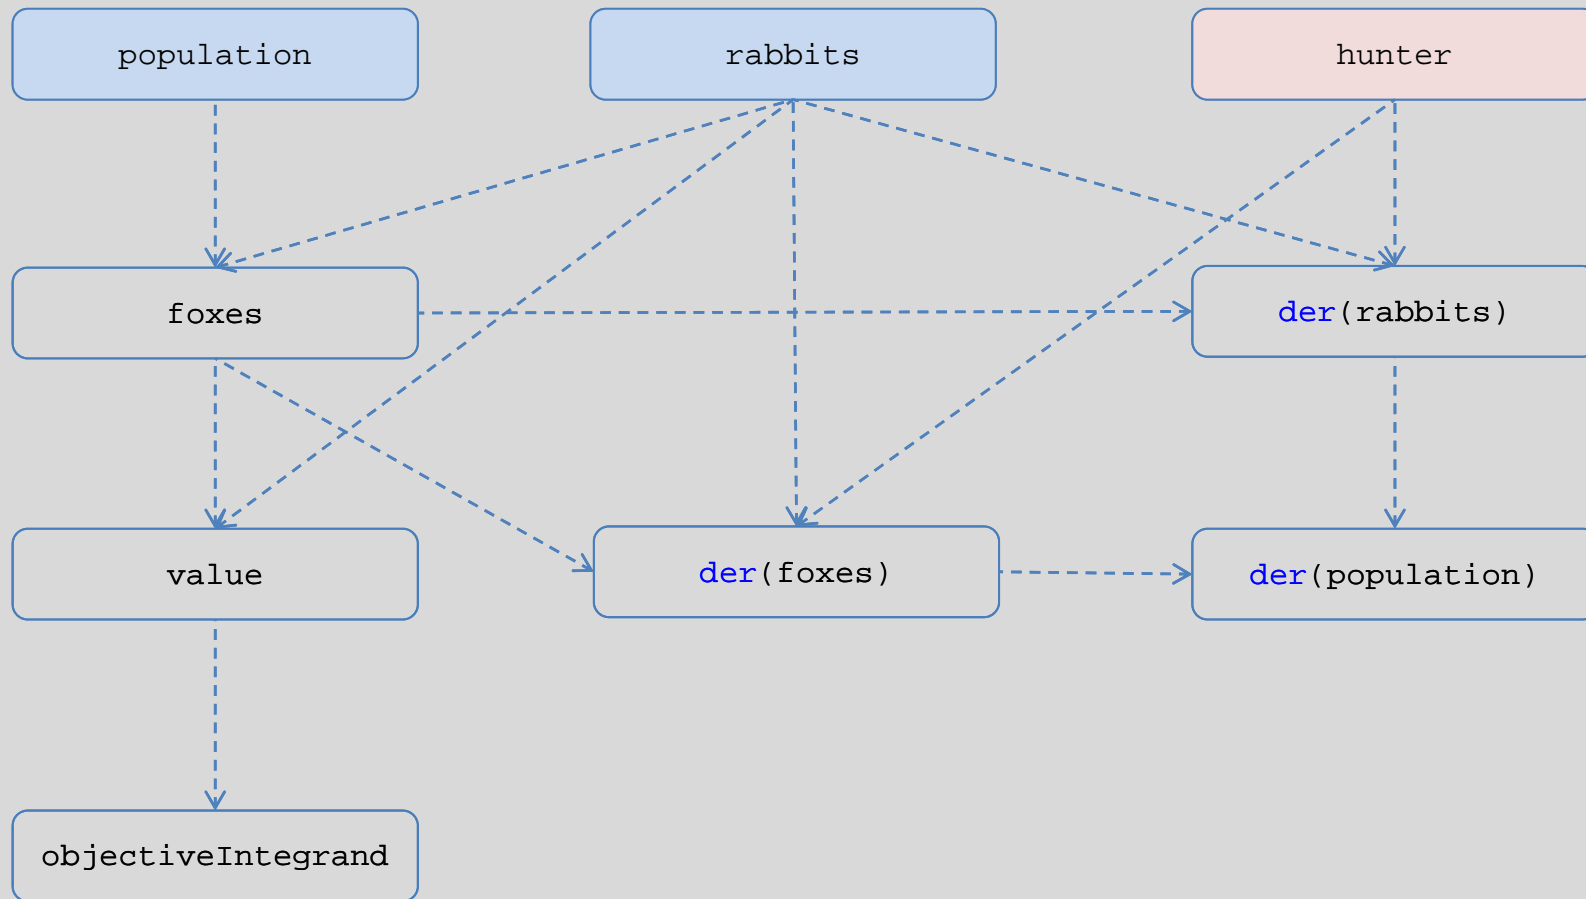 population
rabbits
hunter
foxes
der(rabbits)
value
der(foxes)
der(population)
objectiveIntegrand